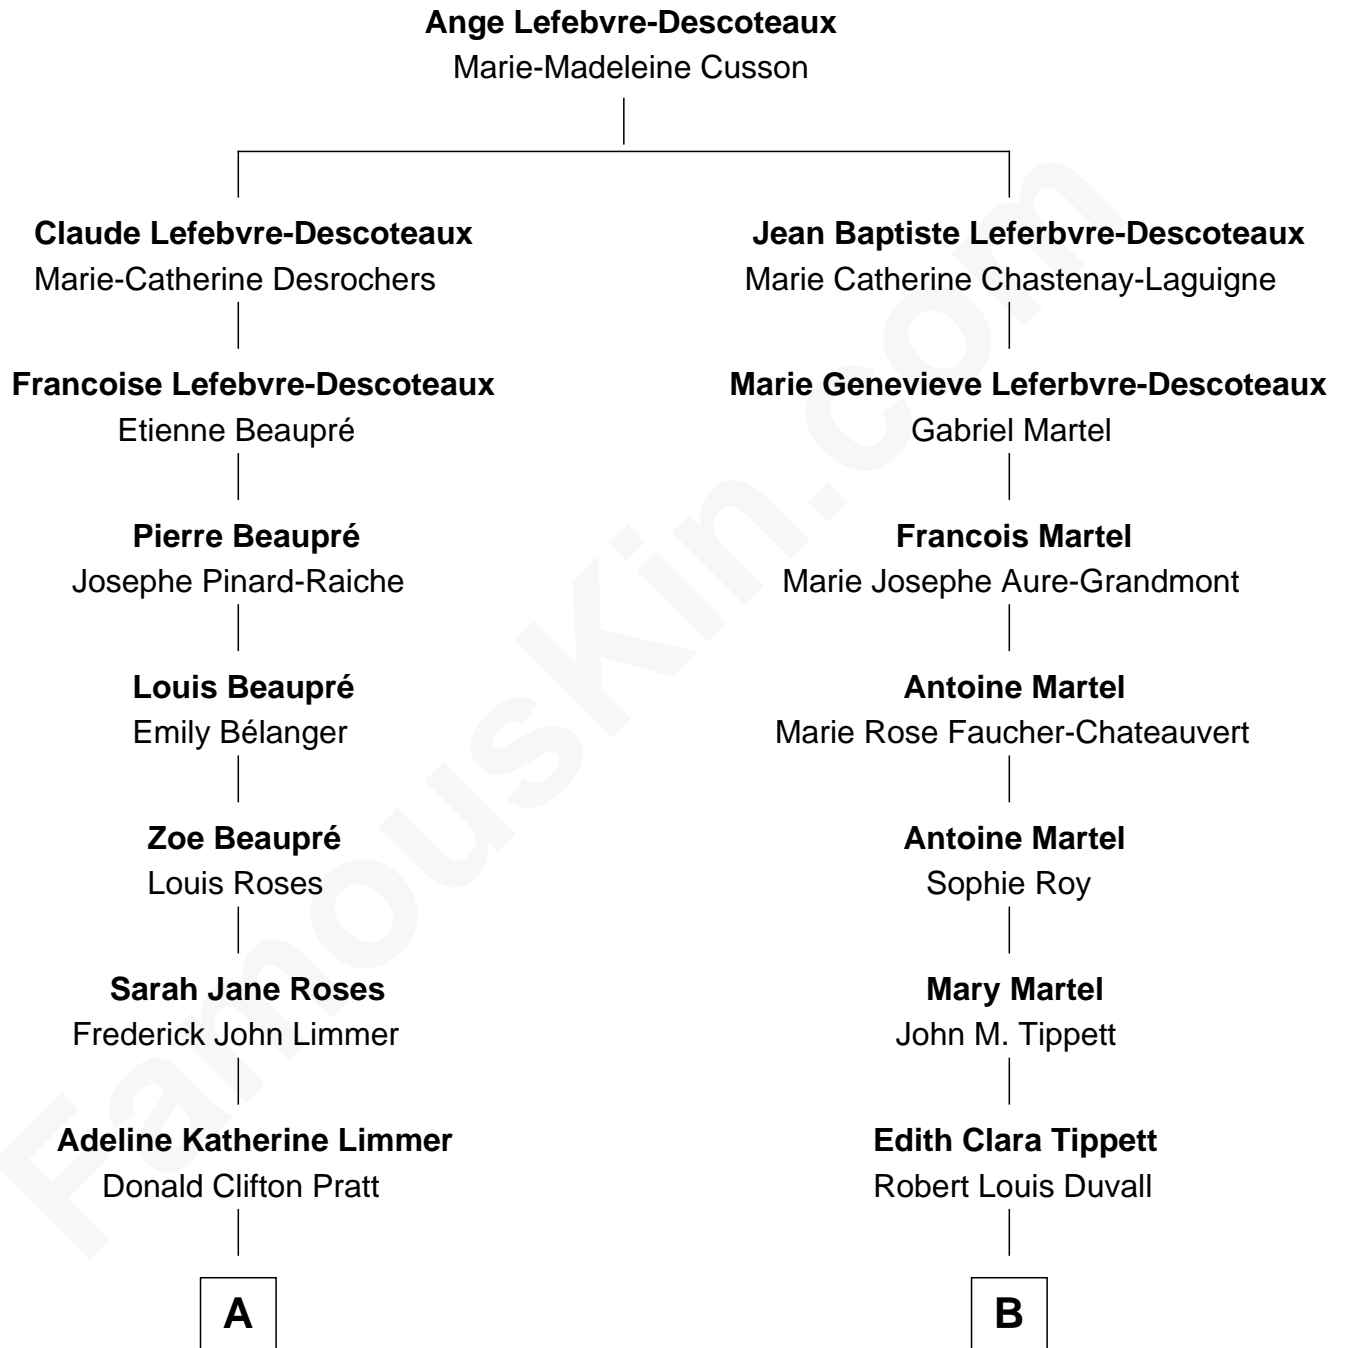 Ange Lefebvre-Descoteaux
Marie-Madeleine Cusson
Claude Lefebvre-Descoteaux
Marie-Catherine Desrochers
Jean Baptiste Leferbvre-Descoteaux
Marie Catherine Chastenay-Laguigne
Francoise Lefebvre-Descoteaux
Etienne Beaupré
Marie Genevieve Leferbvre-Descoteaux
Gabriel Martel
Pierre Beaupré
Josephe Pinard-Raiche
Francois Martel
Marie Josephe Aure-Grandmont
Louis Beaupré
Emily Bélanger
Antoine Martel
Marie Rose Faucher-Chateauvert
Zoe Beaupré
Louis Roses
Antoine Martel
Sophie Roy
Sarah Jane Roses
Frederick John Limmer
Mary Martel
John M. Tippett
Adeline Katherine Limmer
Donald Clifton Pratt
Edith Clara Tippett
Robert Louis Duvall
A
B
FamousKin.com